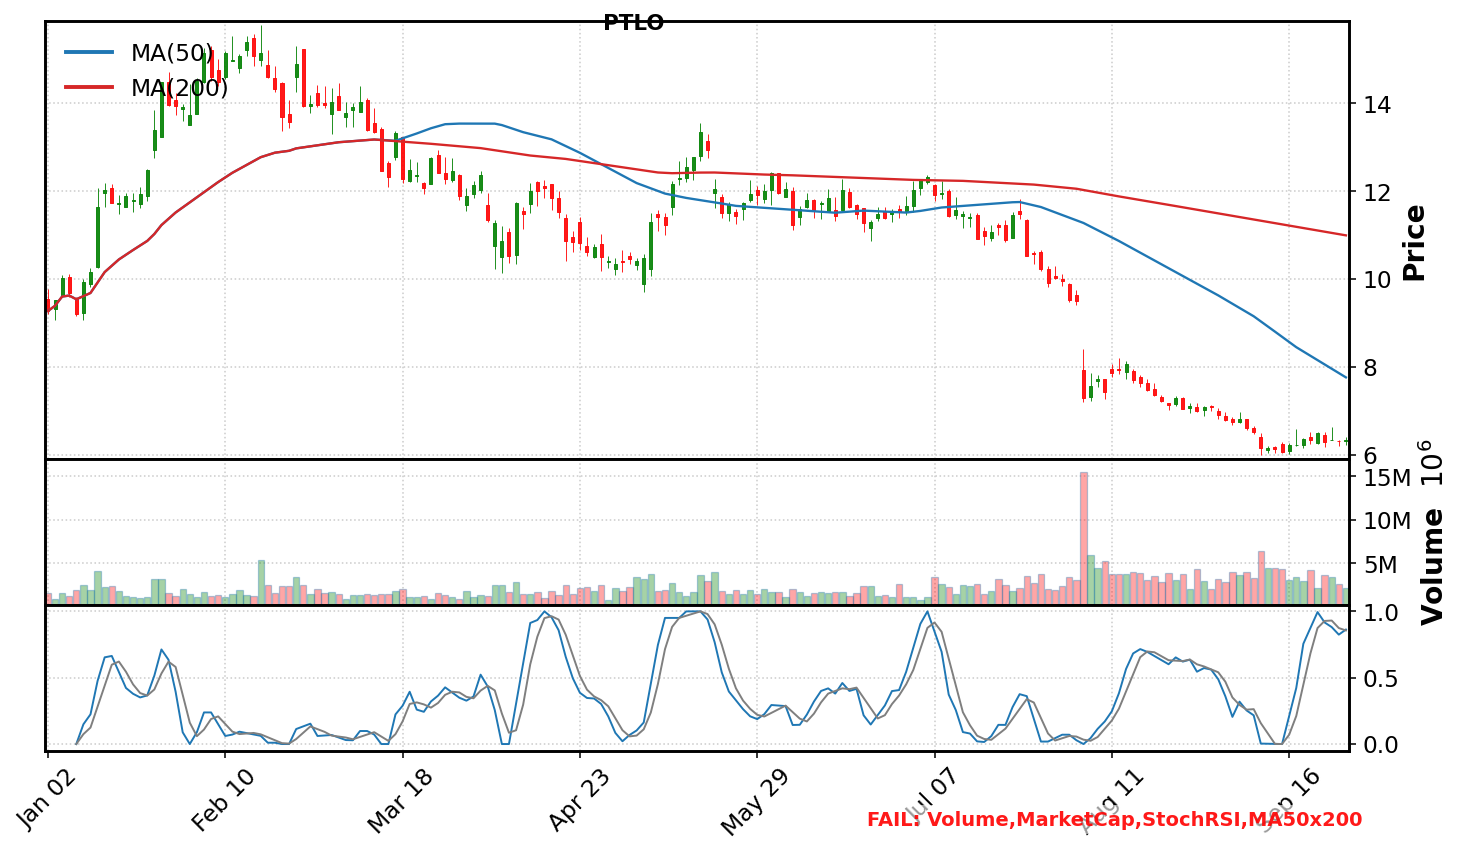 PTLO
MA(50)
MA(200)
14
12
10
8
6
Price
15M
10M
5M
Volume 10^6
1.0
0.5
0.0
Jan 02
Feb 10
Mar 18
Apr 23
May 29
Jul 07
Aug 11
Sep 16
FAIL: Volume,MarketCap,StochRSI,MA50x200